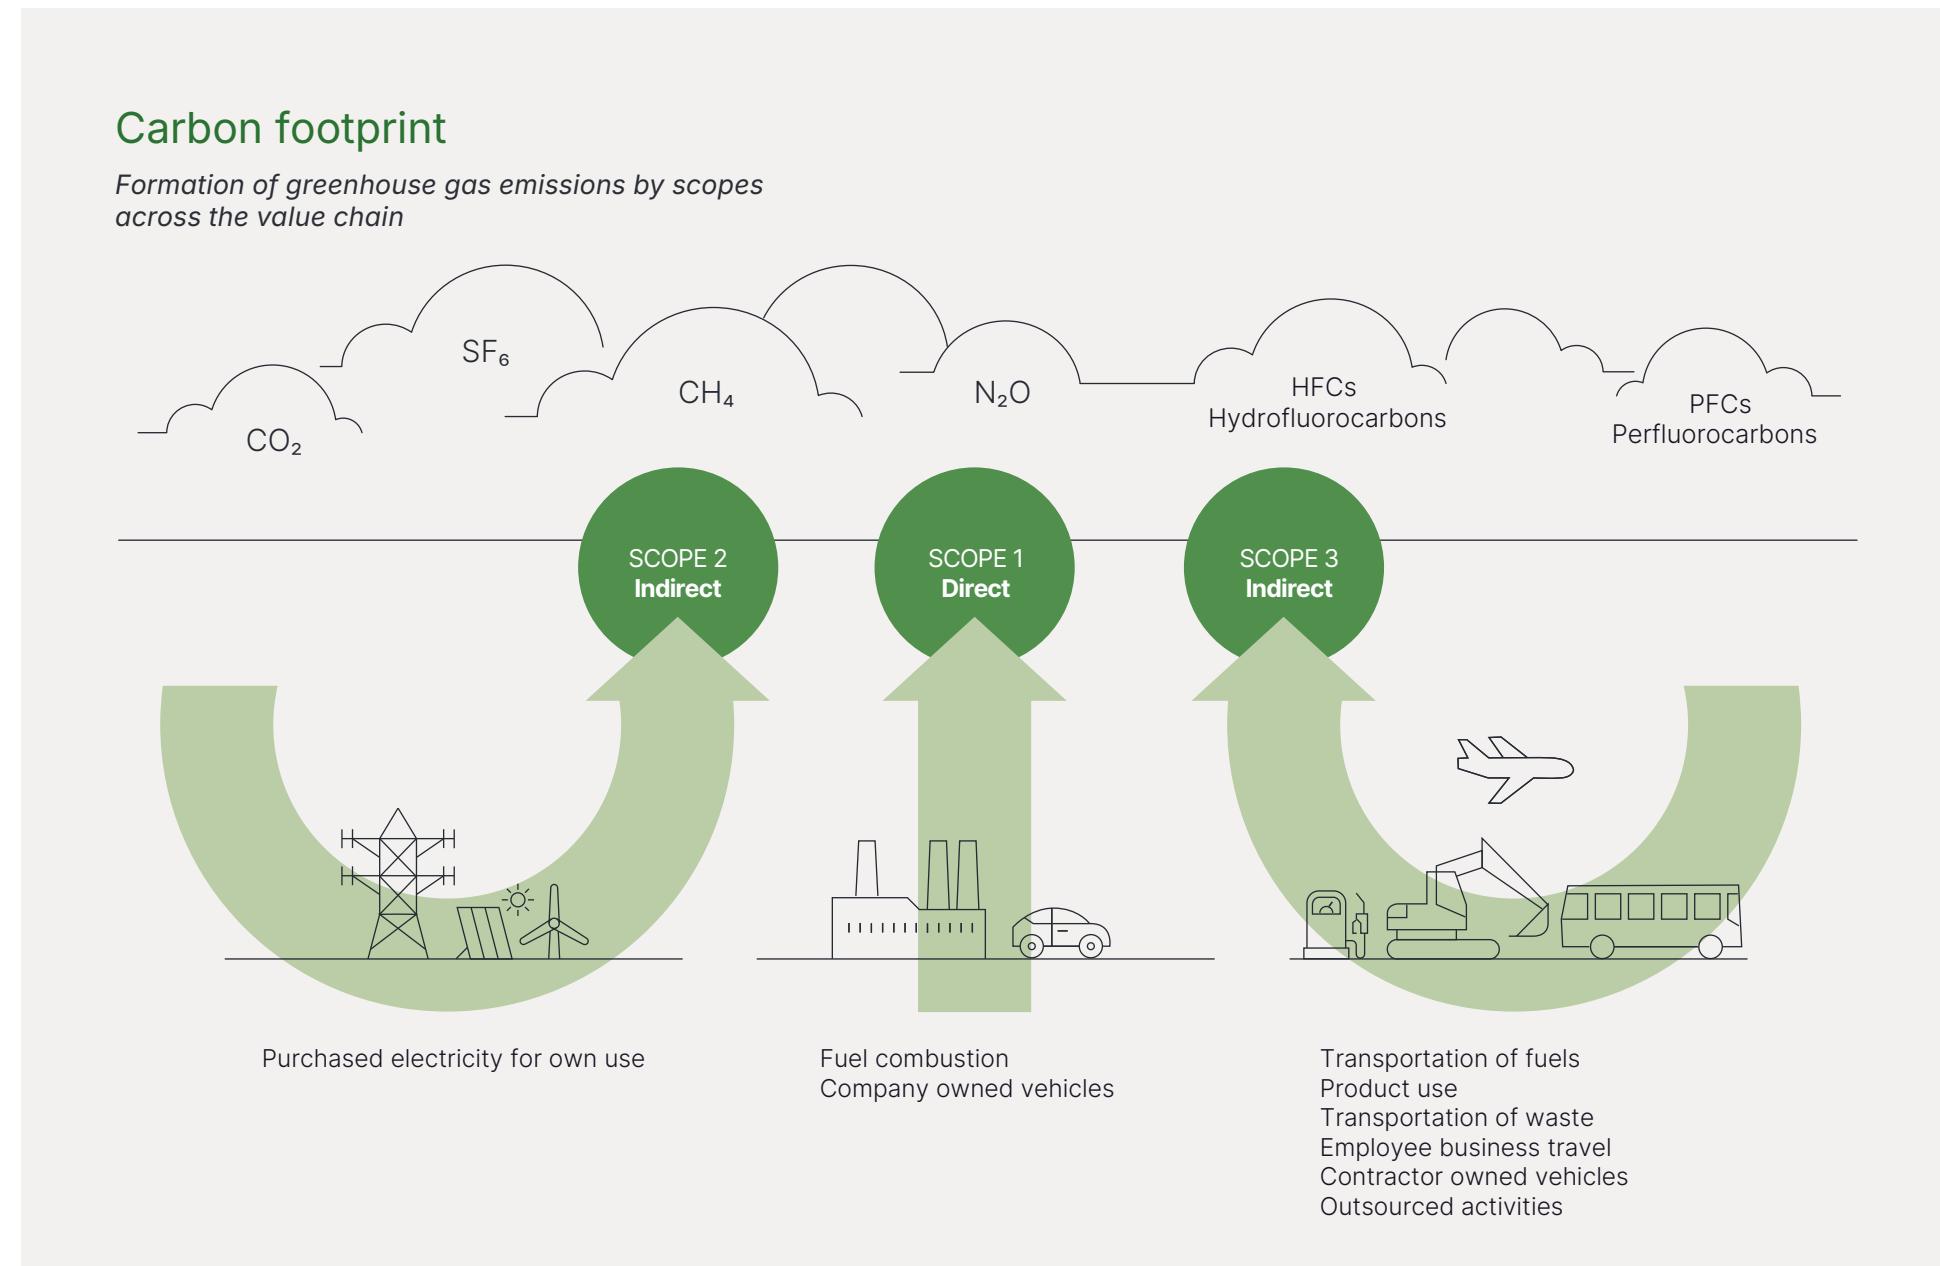 Carbon footprint
Formation of greenhouse gas emissions by scopes
across the value chain
SF₆
CO₂
CH₄
N₂O
HFCs
Hydrofluorocarbons
PFCs
Perfluorocarbons
SCOPE 2
Indirect
SCOPE 1
Direct
SCOPE 3
Indirect
Purchased electricity for own use
Fuel combustion
Company owned vehicles
Transportation of fuels
Product use
Transportation of waste
Employee business travel
Contractor owned vehicles
Outsourced activities